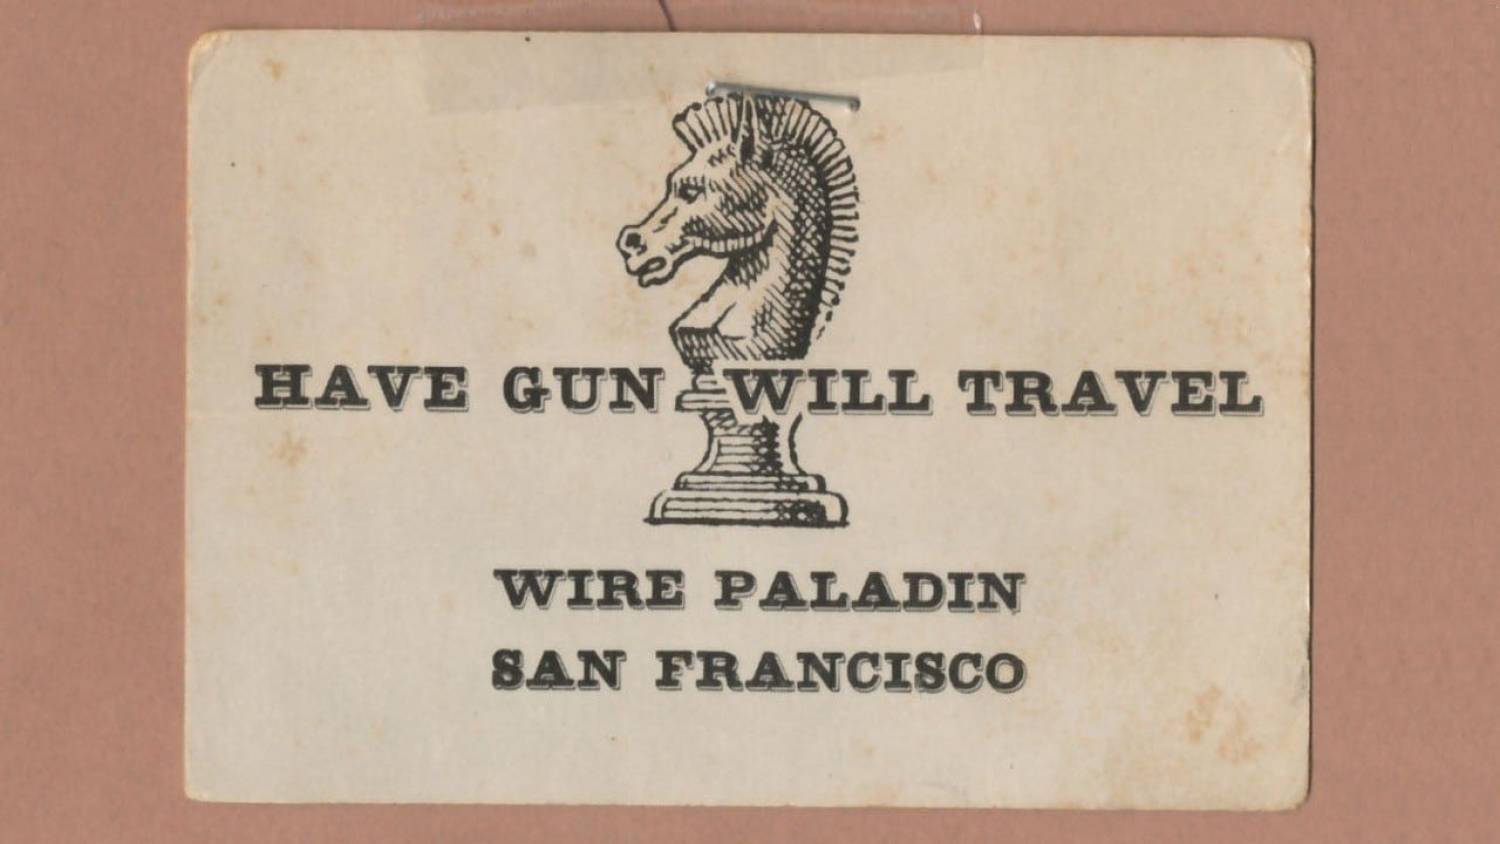 HAVE GUN WILL TRAVEL
WIRE PALADIN
SAN FRANCISCO